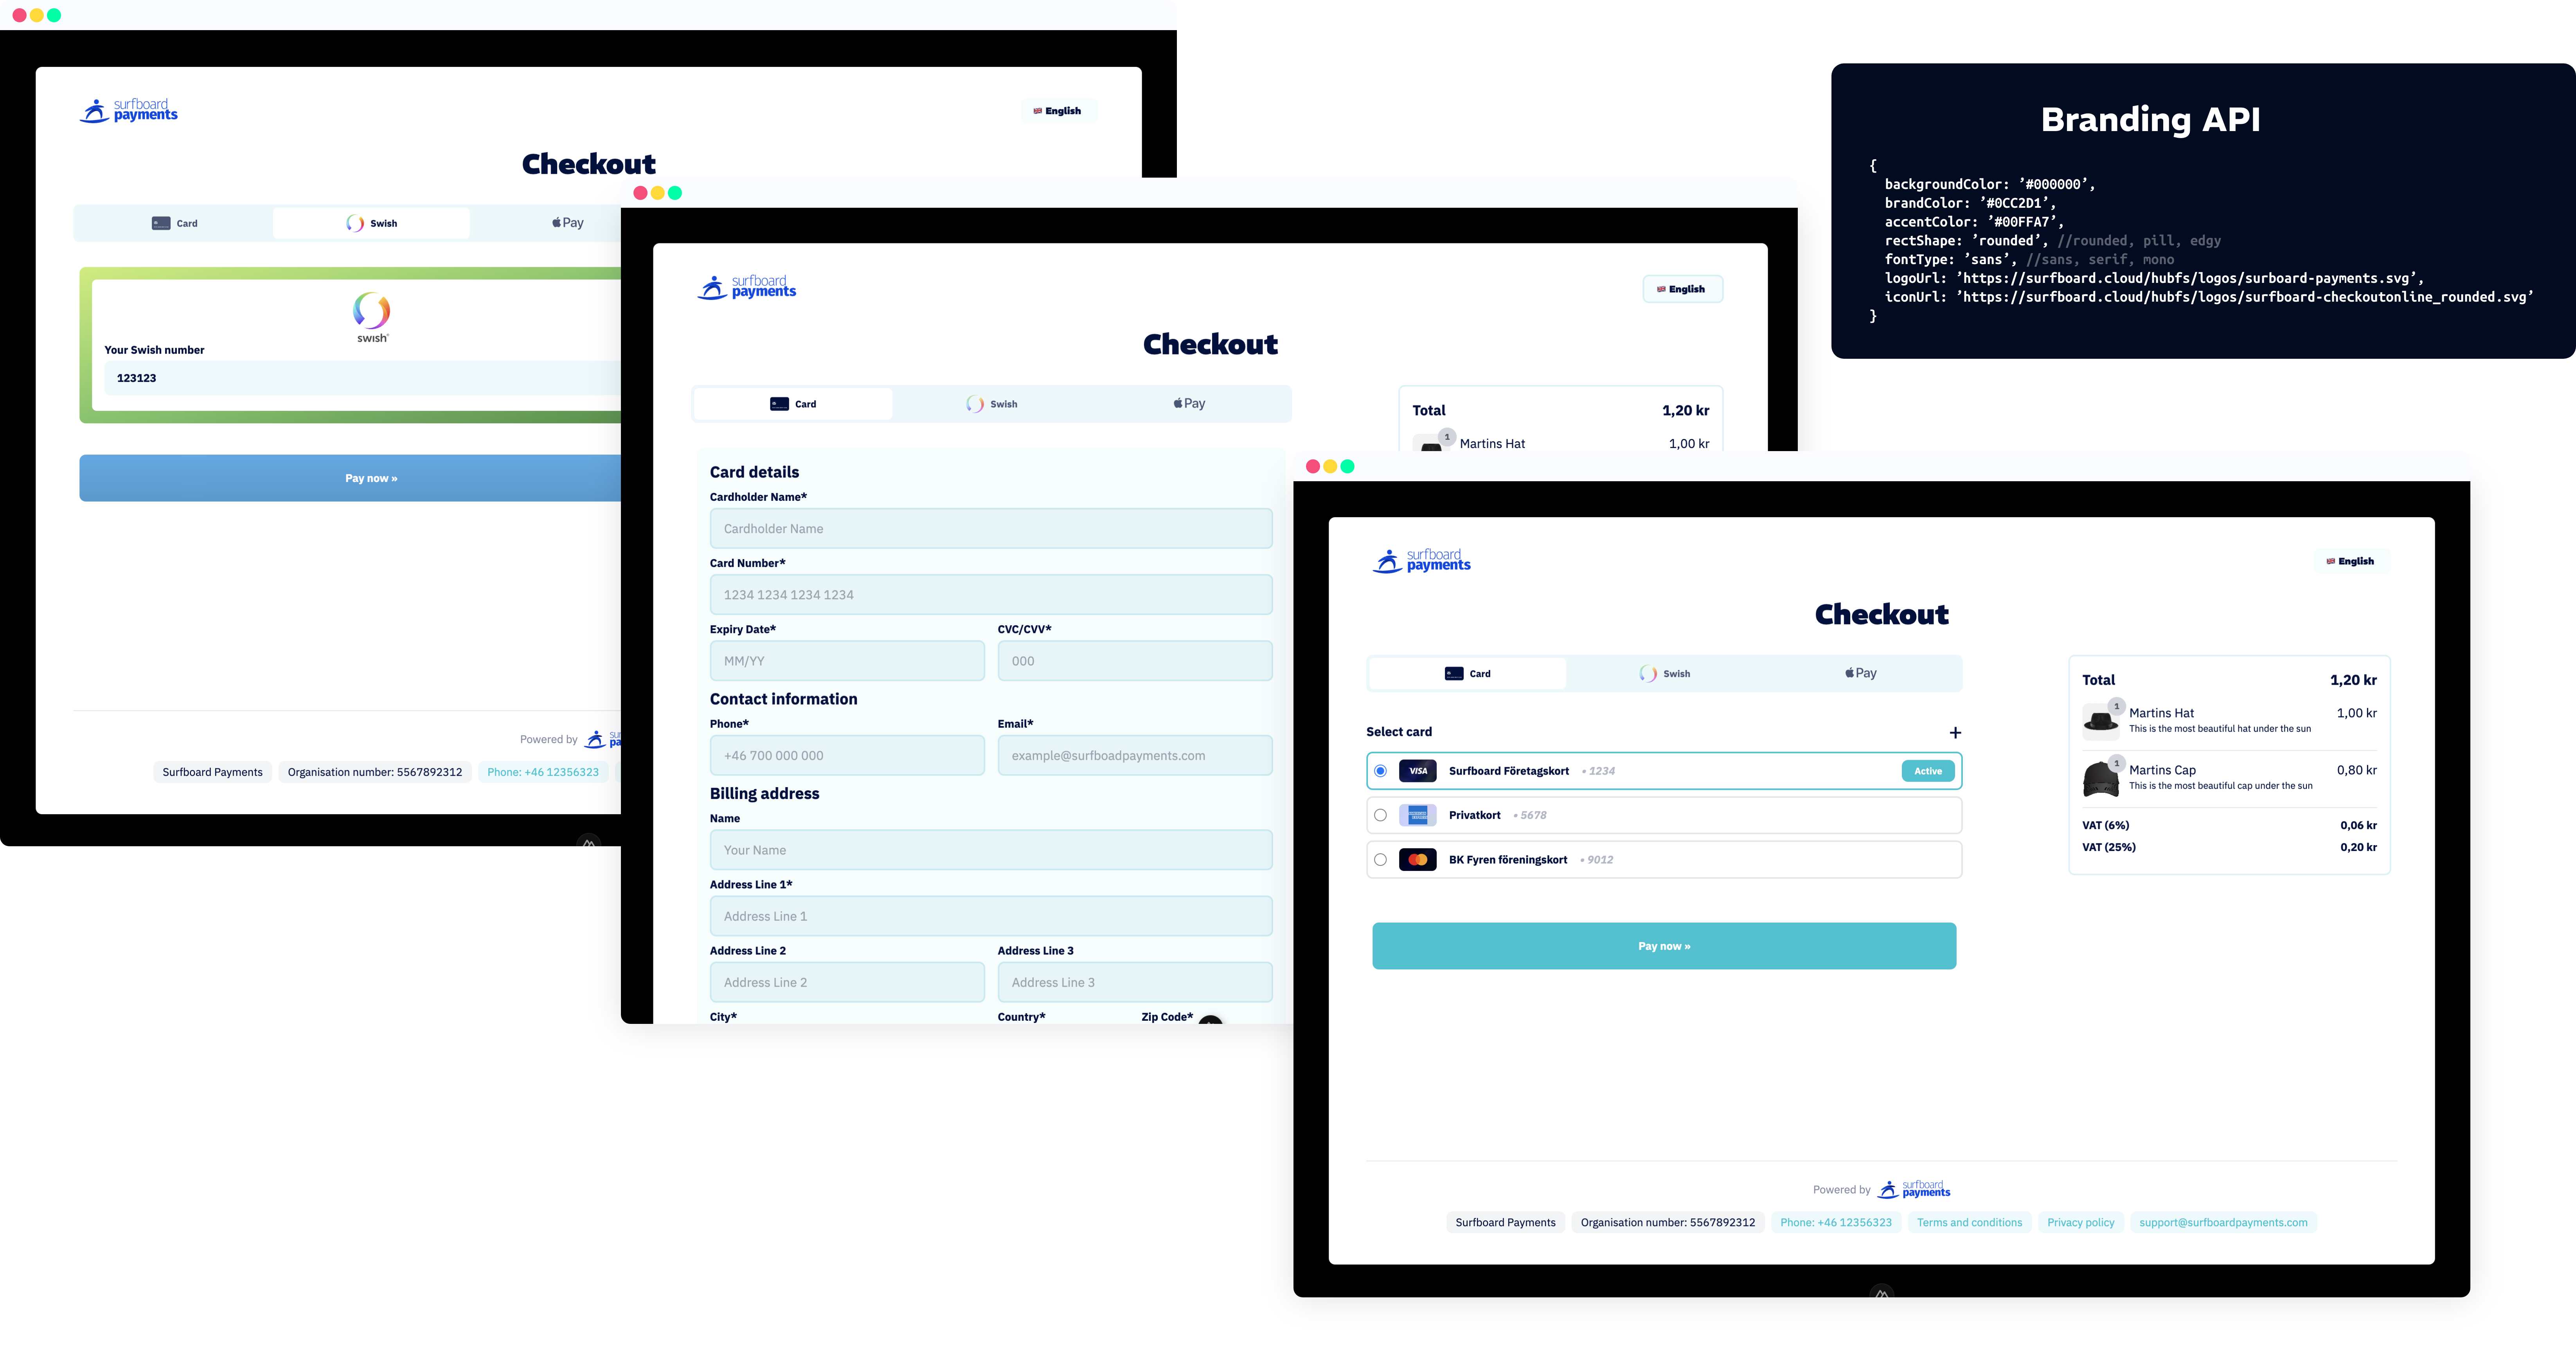 surfboard
payments
English
Checkout
Card
Swish
Pay
swish
Your Swish number
123123
Pay now »
Powered by
Surfboard Payments
Organisation number: 5567892312
Phone: +46 12356323
surfboard
payments
English
Checkout
Card
Swish
Pay
Card details
Cardholder Name*
Cardholder Name
Card Number*
1234 1234 1234 1234
Expiry Date*
CVC/CVV*
MM/YY
000
Contact information
Phone*
Email*
+46 700 000 000
example@surfboadpayments.com
Billing address
Name
Your Name
Address Line 1*
Address Line 1
Address Line 2
Address Line 3
Address Line 2
Address Line 3
City*
Country*
Zip Code*
Total 1,20 kr
1
Martins Hat 1,00 kr
surfboard
payments
English
Checkout
Card
Swish
Pay
Select card
+
VISA Surfboard Företagskort • 1234 Active
Privatkort • 5678
BK Fyren föreningskort • 9012
Pay now »
Total 1,20 kr
1
Martins Hat 1,00 kr
This is the most beautiful hat under the sun
1
Martins Cap 0,80 kr
This is the most beautiful cap under the sun
VAT (6%) 0,06 kr
VAT (25%) 0,20 kr
Powered by surfboard
payments
Surfboard Payments
Organisation number: 5567892312
Phone: +46 12356323
Terms and conditions
Privacy policy
support@surfboardpayments.com
Branding API
{
backgroundColor: ’#000000’,
brandColor: ’#0CC2D1’,
accentColor: ’#00FFA7’,
rectShape: ’rounded’, //rounded, pill, edgy
fontType: ’sans’, //sans, serif, mono
logoUrl: ’https://surfboard.cloud/hubfs/logos/surboard-payments.svg’,
iconUrl: ’https://surfboard.cloud/hubfs/logos/surfboard-checkoutonline_rounded.svg’
}